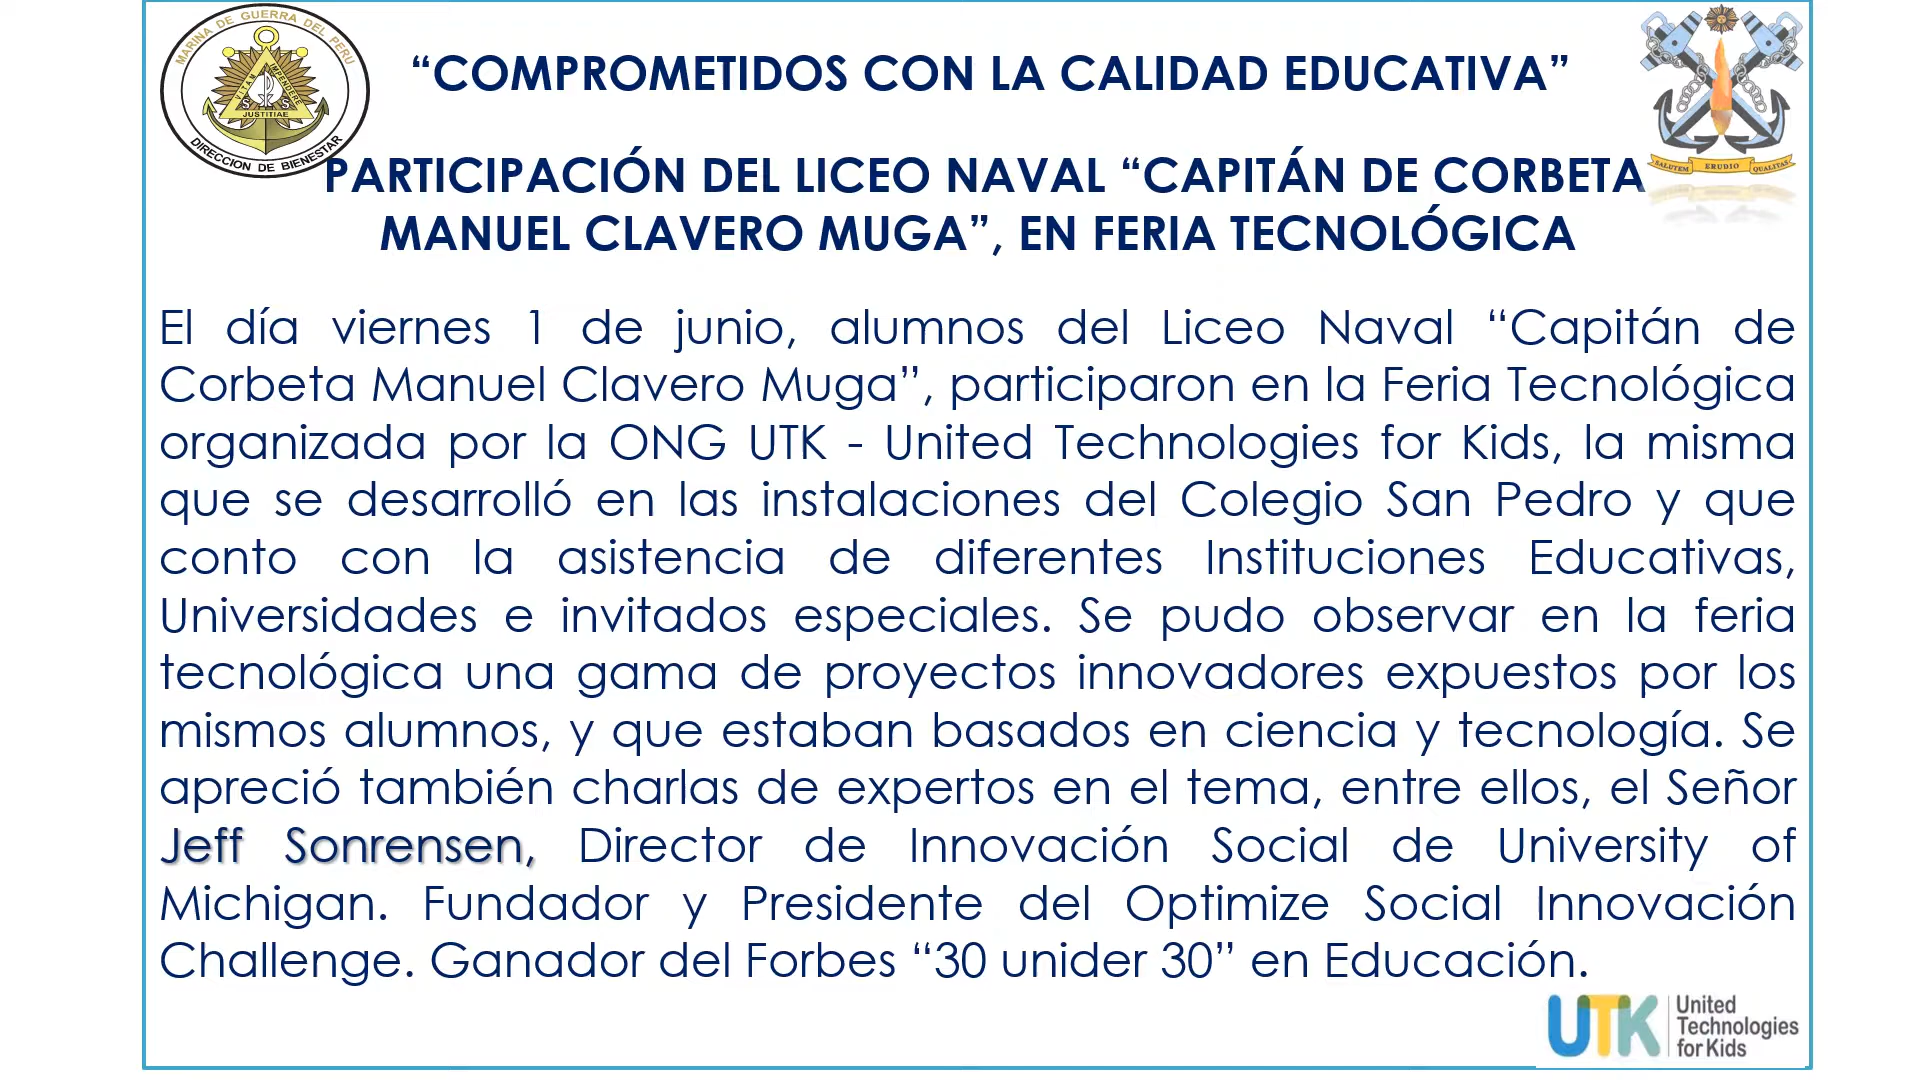 MARINA DE GUERRA DEL PERU
VITAM IMPENDERE
S S
JUSTITIAE
DIRECCION DE BIENESTAR
“COMPROMETIDOS CON LA CALIDAD EDUCATIVA”
SALUTEM ERUDIO QUALITAS
PARTICIPACIÓN DEL LICEO NAVAL “CAPITÁN DE CORBETA
MANUEL CLAVERO MUGA”, EN FERIA TECNOLÓGICA
El día viernes 1 de junio, alumnos del Liceo Naval “Capitán de
Corbeta Manuel Clavero Muga”, participaron en la Feria Tecnológica
organizada por la ONG UTK - United Technologies for Kids, la misma
que se desarrolló en las instalaciones del Colegio San Pedro y que
conto con la asistencia de diferentes Instituciones Educativas,
Universidades e invitados especiales. Se pudo observar en la feria
tecnológica una gama de proyectos innovadores expuestos por los
mismos alumnos, y que estaban basados en ciencia y tecnología. Se
apreció también charlas de expertos en el tema, entre ellos, el Señor
Jeff Sonrensen, Director de Innovación Social de University of
Michigan. Fundador y Presidente del Optimize Social Innovación
Challenge. Ganador del Forbes “30 unider 30” en Educación.
UTK
United
Technologies
for Kids